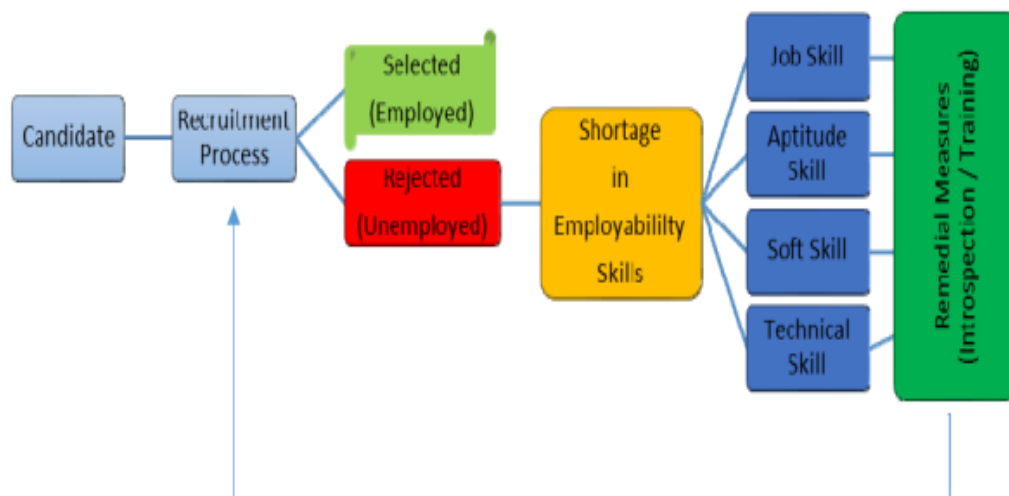 Candidate
Recruitment
Process
Selected
(Employed)
Rejected
(Unemployed)
Shortage
in
Employabililty
Skills
Job Skill
Aptitude
Skill
Soft Skill
Technical
Skill
Remedial Measures
(Introspection / Training)